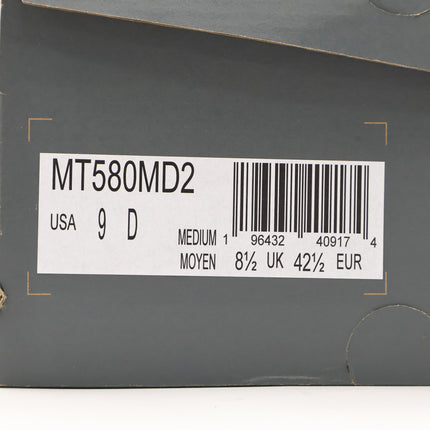 MT580MD2
USA 9 D
MEDIUM 1 96432 40917 4
MOYEN 8½ UK 42½ EUR